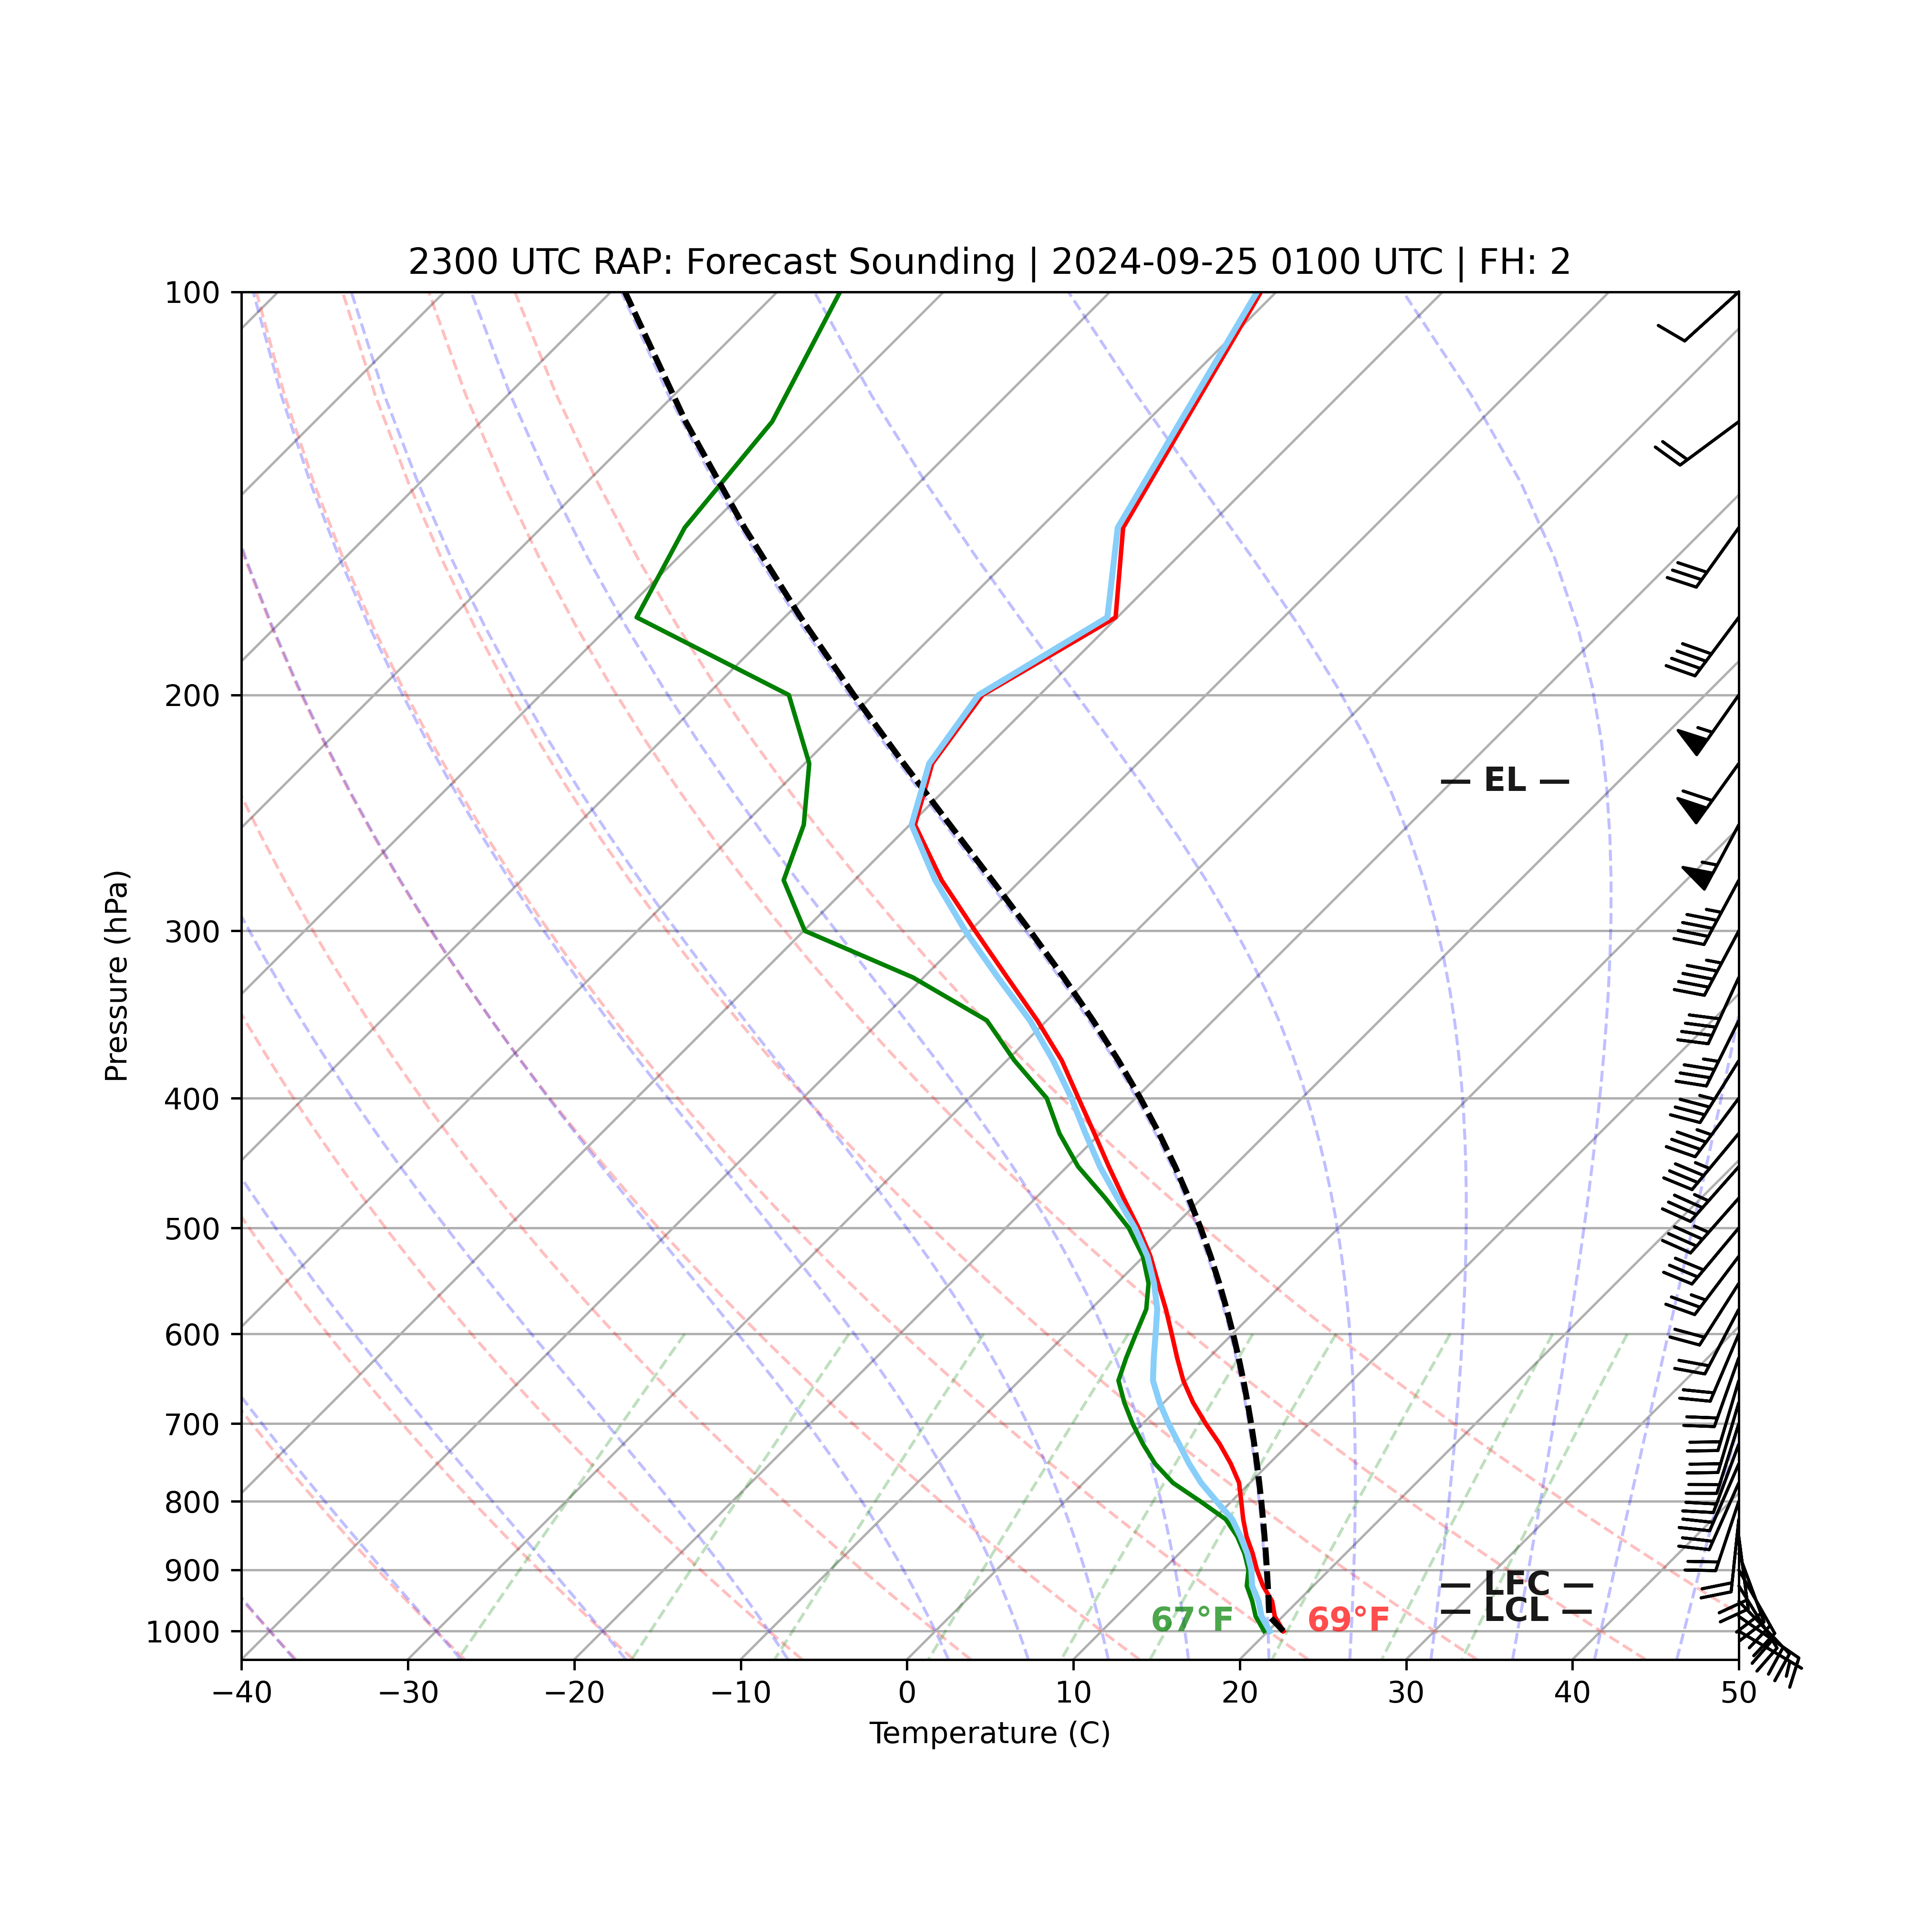 2300 UTC RAP: Forecast Sounding | 2024-09-25 0100 UTC | FH: 2
100
200
— EL —
Pressure (hPa)
300
400
500
600
700
800
900
— LFC —
— LCL —
67°F 69°F
1000
−40 −30 −20 −10 0 10 20 30 40 50
Temperature (C)